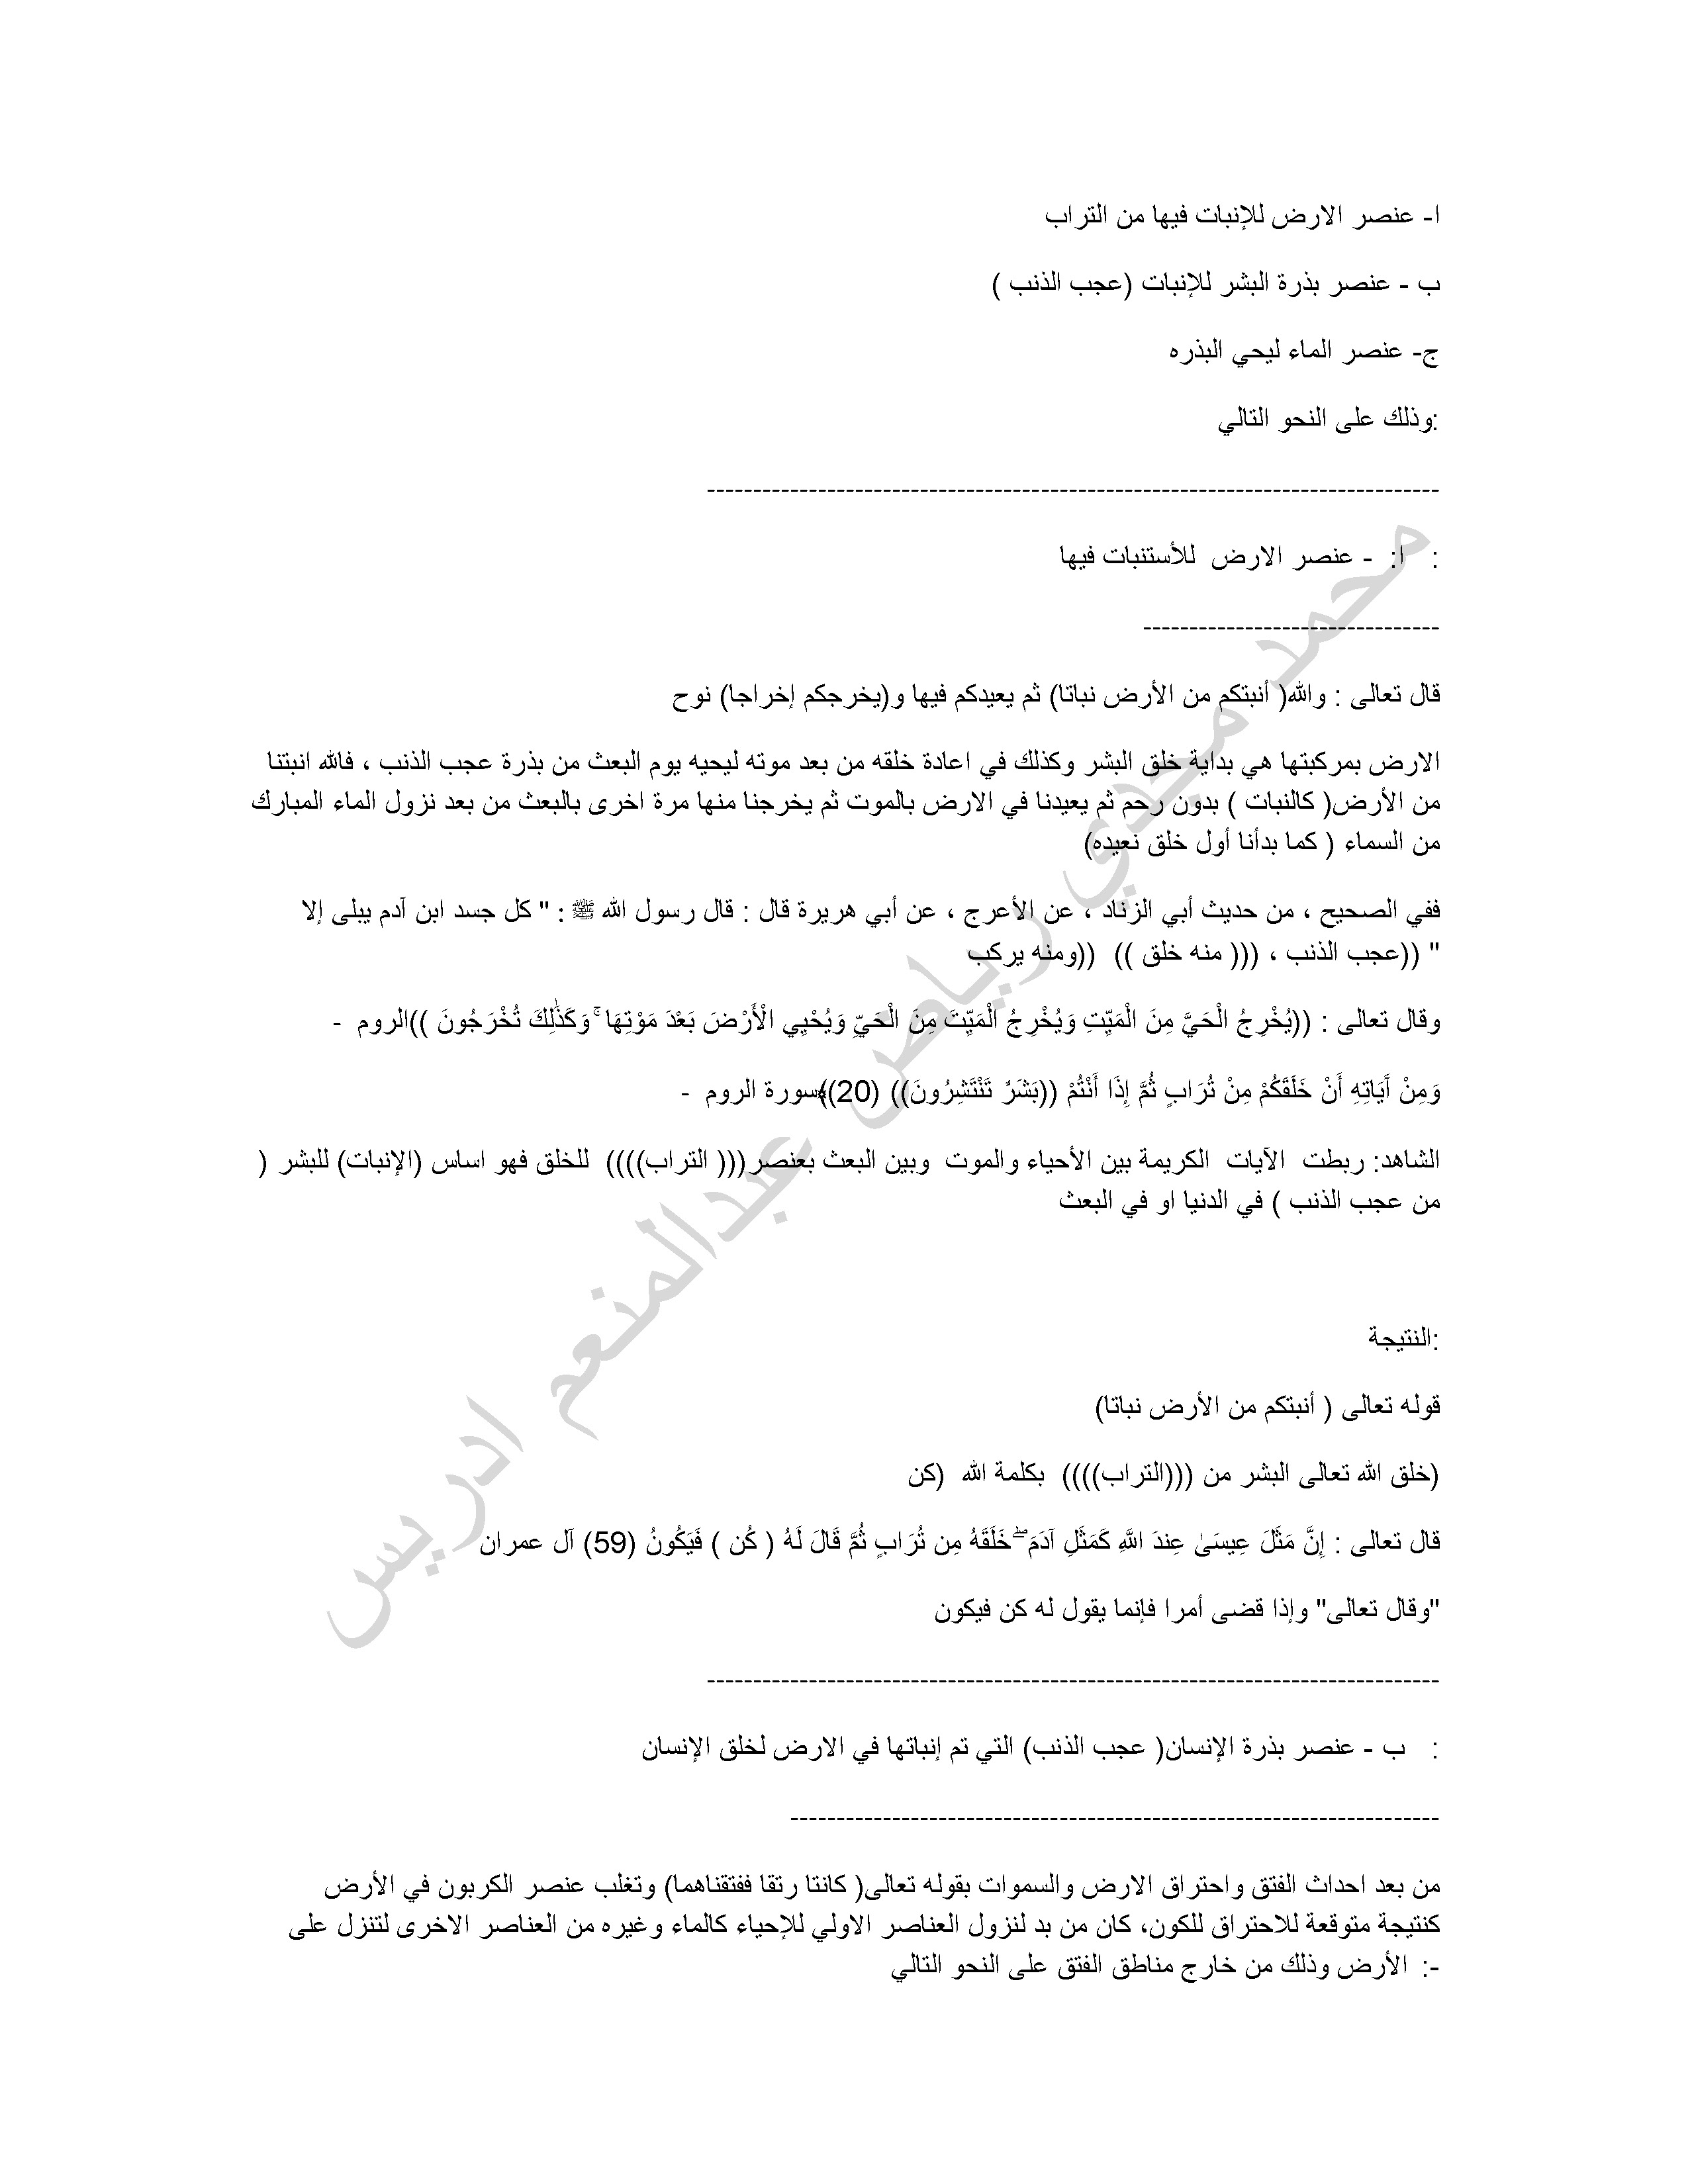 ا- عنصر الارض للإنبات فيها من التراب
ب - عنصر بذرة البشر للإنبات (عجب الذنب )
ج- عنصر الماء ليحي البذره
:وذلك على النحو التالي
-------------------------------------------------------------------------------
:   ا:  - عنصر الارض  للأستنبات فيها
--------------------------------
قال تعالى : والله( أنبتكم من الأرض نباتا) ثم يعيدكم فيها و(يخرجكم إخراجا) نوح
الارض بمركبتها هي بداية خلق البشر وكذلك في اعادة خلقه من بعد موته ليحيه يوم البعث من بذرة عجب الذنب ، فالله انبتنا
من الأرض( كالنبات ) بدون رحم ثم يعيدنا في الارض بالموت ثم يخرجنا منها مرة اخرى بالبعث من بعد نزول الماء المبارك
من السماء ( كما بدأنا أول خلق نعيده)
ففي الصحيح ، من حديث أبي الزناد ، عن الأعرج ، عن أبي هريرة قال : قال رسول الله ﷺ : " كل جسد ابن آدم يبلى إلا
" ((عجب الذنب ، ((( منه خلق ))  ((ومنه يركب
وقال تعالى : ((يُخْرِجُ الْحَيَّ مِنَ الْمَيِّتِ وَيُخْرِجُ الْمَيِّتَ مِنَ الْحَيِّ وَيُحْيِي الْأَرْضَ بَعْدَ مَوْتِهَا ۚ وَكَذَٰلِكَ تُخْرَجُونَ ))الروم  -
وَمِنْ آَيَاتِهِ أَنْ خَلَقَكُمْ مِنْ تُرَابٍ ثُمَّ إِذَا أَنْتُمْ ((بَشَرٌ تَنْتَشِرُونَ)) (20)﴾سورة الروم  -
الشاهد: ربطت  الآيات  الكريمة بين الأحياء والموت  وبين البعث بعنصر((( التراب))))  للخلق فهو اساس (الإنبات) للبشر (
من عجب الذنب ) في الدنيا او في البعث
:النتيجة
قوله تعالى ( أنبتكم من الأرض نباتا)
(خلق الله تعالى البشر من (((التراب))))  بكلمة الله  (كن
قال تعالى : إِنَّ مَثَلَ عِيسَىٰ عِندَ اللَّهِ كَمَثَلِ آدَمَ ۖ خَلَقَهُ مِن تُرَابٍ ثُمَّ قَالَ لَهُ ( كُن ) فَيَكُونُ (59) آل عمران
"وقال تعالى" وإذا قضى أمرا فإنما يقول له كن فيكون
-------------------------------------------------------------------------------
:   ب - عنصر بذرة الإنسان( عجب الذنب) التي تم إنباتها في الارض لخلق الإنسان
----------------------------------------------------------------------
من بعد احداث الفتق واحتراق الارض والسموات بقوله تعالى( كانتا رتقا ففتقناهما) وتغلب عنصر الكربون في الأرض
كنتيجة متوقعة للاحتراق للكون، كان من بد لنزول العناصر الاولي للإحياء كالماء وغيره من العناصر الاخرى لتنزل على
-:  الأرض وذلك من خارج مناطق الفتق على النحو التالي
محمد مجدي رياض عبدالمنعم ادريس